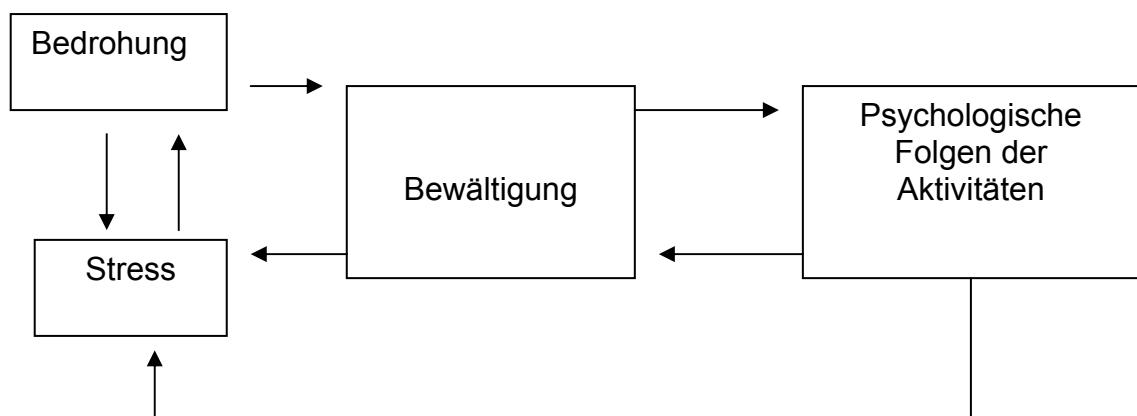 Bedrohung
Bewältigung
Psychologische
Folgen der
Aktivitäten
Stress